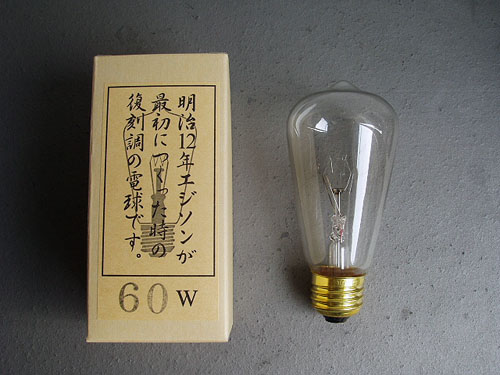 明治12年エジソンが
最初につくった時の
復刻調の電球です。
60W